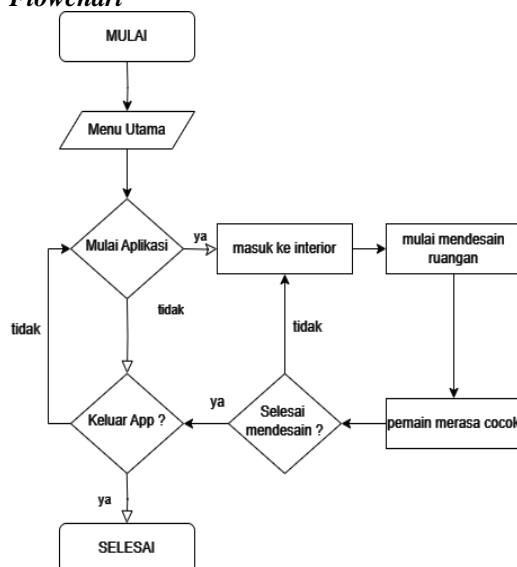 Flowchart
MULAI
Menu Utama
Mulai Aplikasi
ya
masuk ke interior
mulai mendesain
ruangan
tidak
tidak
tidak
Keluar App ?
ya
Selesai
mendesain ?
pemain merasa cocok
ya
SELESAI